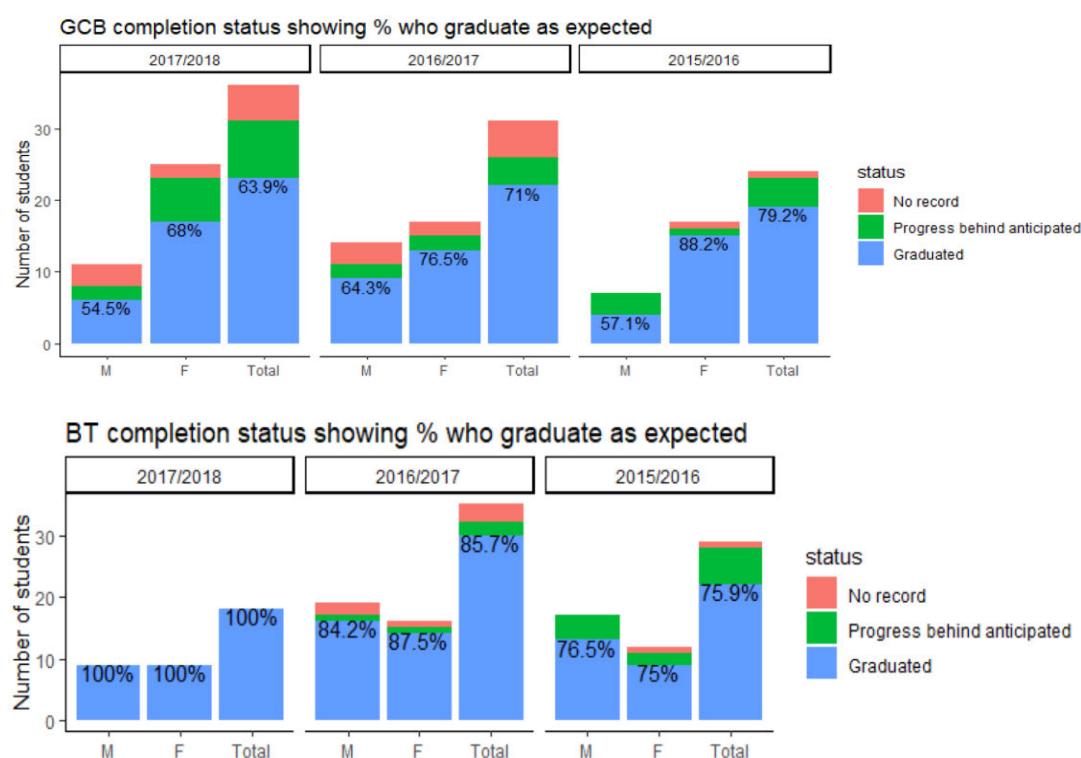 GCB completion status showing % who graduate as expected
2017/2018
2016/2017
2015/2016
Number of students
30
20
10
0
54.5%
68%
63.9%
64.3%
76.5%
71%
57.1%
88.2%
79.2%
M
F
Total
M
F
Total
M
F
Total
status
No record
Progress behind anticipated
Graduated
BT completion status showing % who graduate as expected
2017/2018
2016/2017
2015/2016
Number of students
30
20
10
0
100%
100%
100%
84.2%
87.5%
85.7%
76.5%
75%
75.9%
M
F
Total
M
F
Total
M
F
Total
status
No record
Progress behind anticipated
Graduated